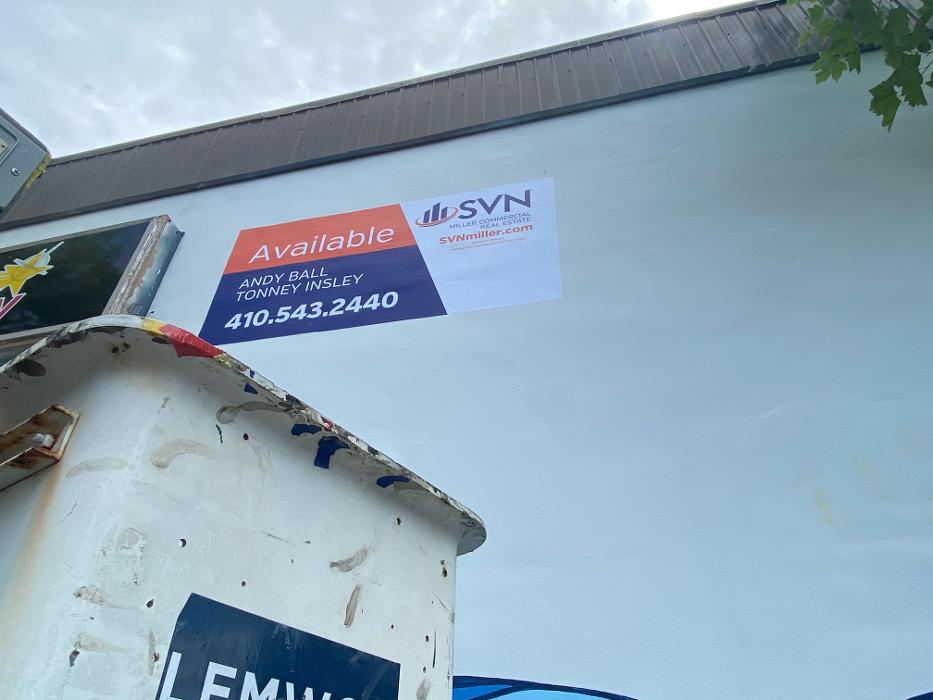 Available
ANDY BALL
TONNEY INSLEY
410.543.2440
SVN
MILLER COMMERCIAL
REAL ESTATE
SVNmiller.com